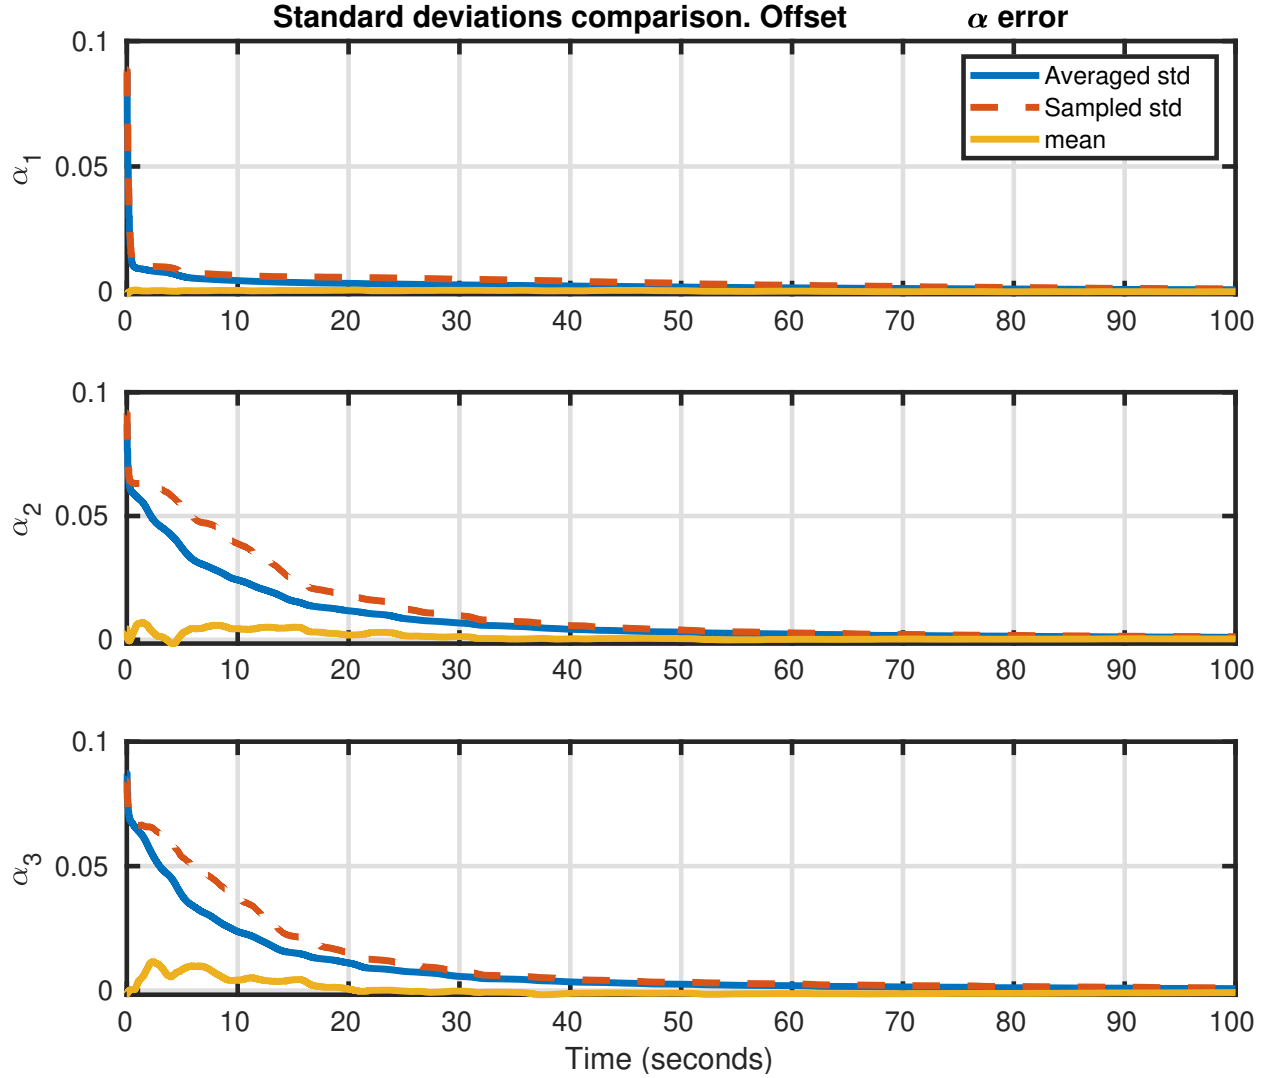 Standard deviations comparison. Offset α error
0.1
0.05
0
α1
Averaged std
Sampled std
mean
0 10 20 30 40 50 60 70 80 90 100
0.1
0.05
0
α2
0 10 20 30 40 50 60 70 80 90 100
0.1
0.05
0
α3
0 10 20 30 40 50 60 70 80 90 100
Time (seconds)